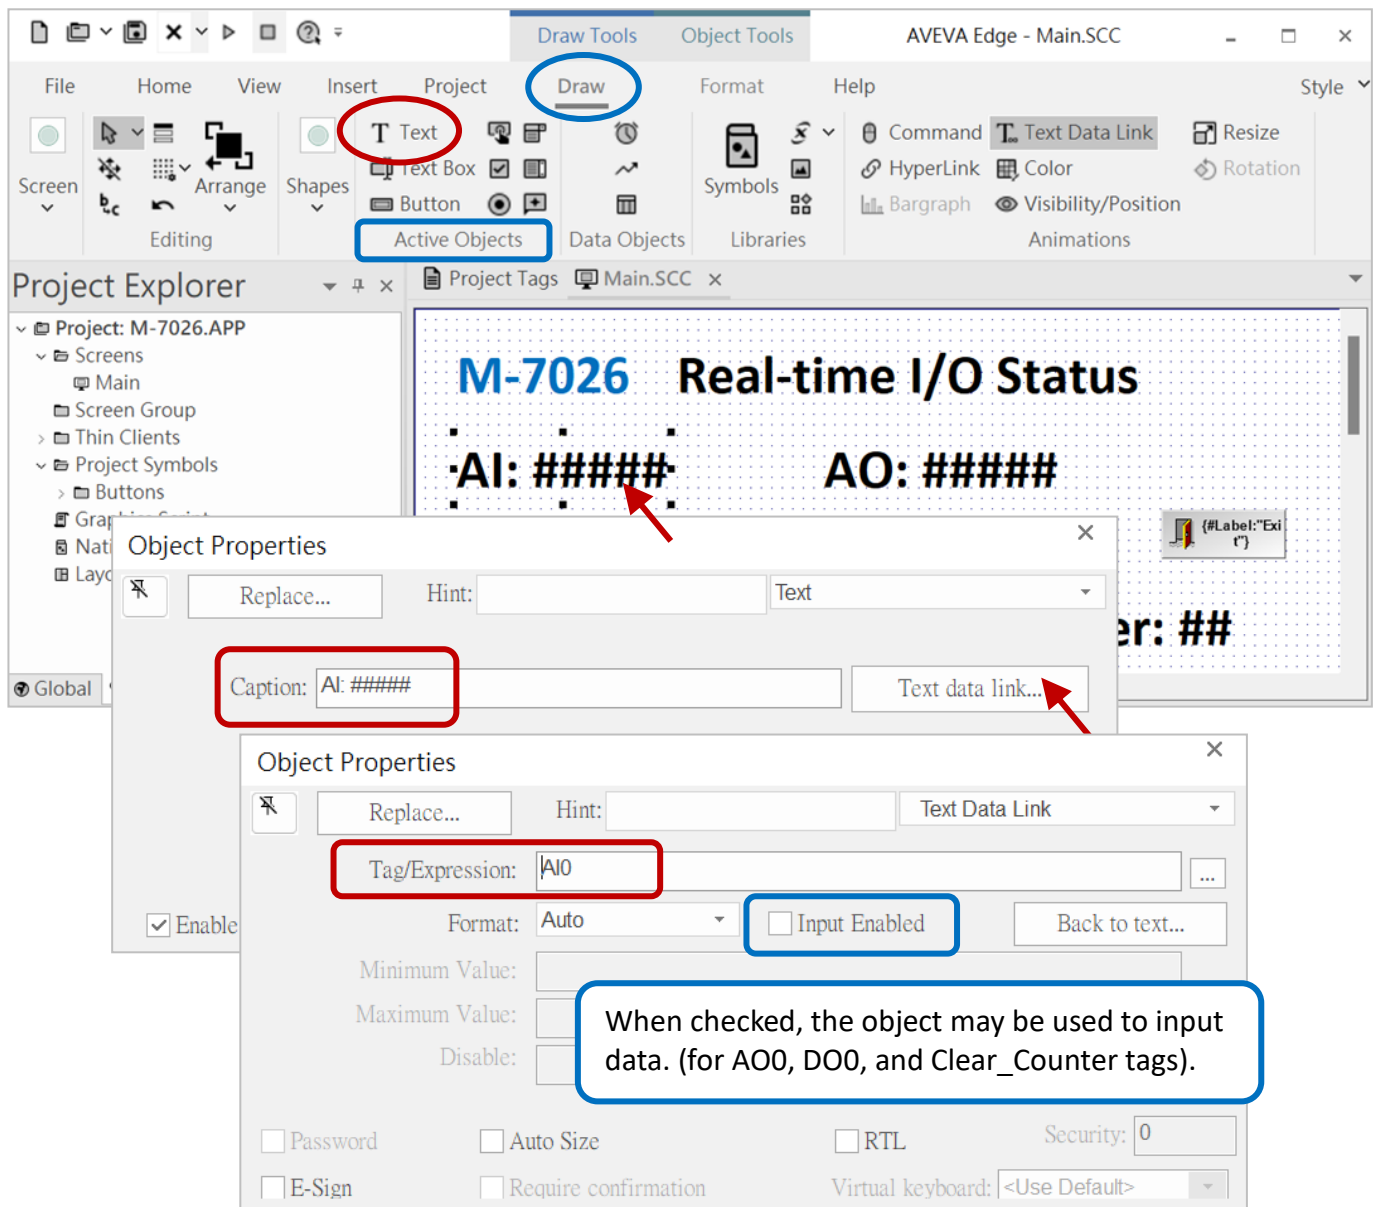 Draw Tools Object Tools AVEVA Edge - Main.SCC
File Home View Insert Project Draw Format Help Style
Text
Text Box
Button
Screen
Arrange
Shapes
Symbols
Command Text Data Link Resize
HyperLink Color Rotation
Bargraph Visibility/Position
Editing Active Objects Data Objects Libraries Animations
Project Explorer
Project Tags Main.SCC
Project: M-7026.APP
Screens
Main
Screen Group
Thin Clients
Project Symbols
Buttons
Graphics Script
Nati
Layo
Global
M-7026 Real-time I/O Status
AI: ##### AO: #####
{#Label:"Exi
t"}
er: ##
Object Properties
Replace... Hint: Text
Caption: AI: ##### Text data link...
Enable
Object Properties
Replace... Hint: Text Data Link
Tag/Expression: AI0 ...
Format: Auto Input Enabled Back to text...
Minimum Value:
Maximum Value:
Disable:
When checked, the object may be used to input
data. (for AO0, DO0, and Clear_Counter tags).
Password Auto Size RTL Security: 0
E-Sign Require confirmation Virtual keyboard: <Use Default>